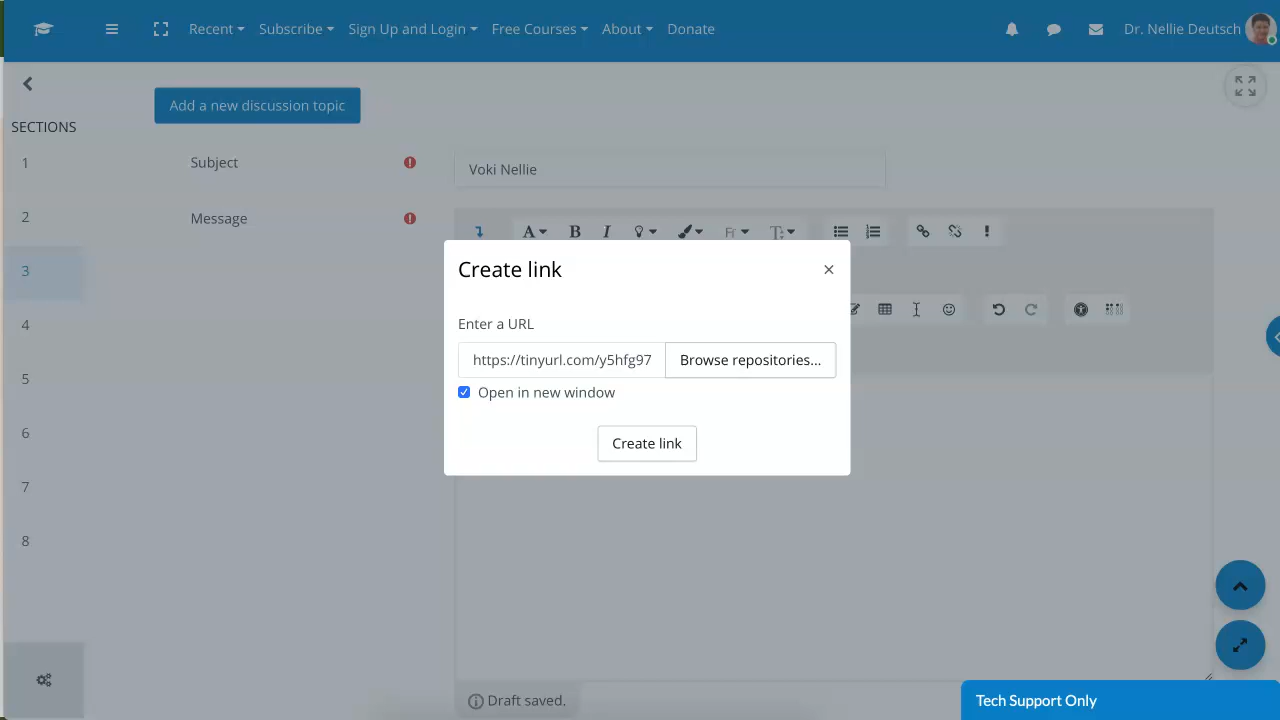 Recent Subscribe Sign Up and Login Free Courses About Donate Dr. Nellie Deutsch
Add a new discussion topic
SECTIONS
1
Subject
Voki Nellie
2
Message
3
4
5
6
7
8
Create link
Enter a URL
https://tinyurl.com/y5hfg97 Browse repositories...
Open in new window
Create link
Draft saved.
Tech Support Only